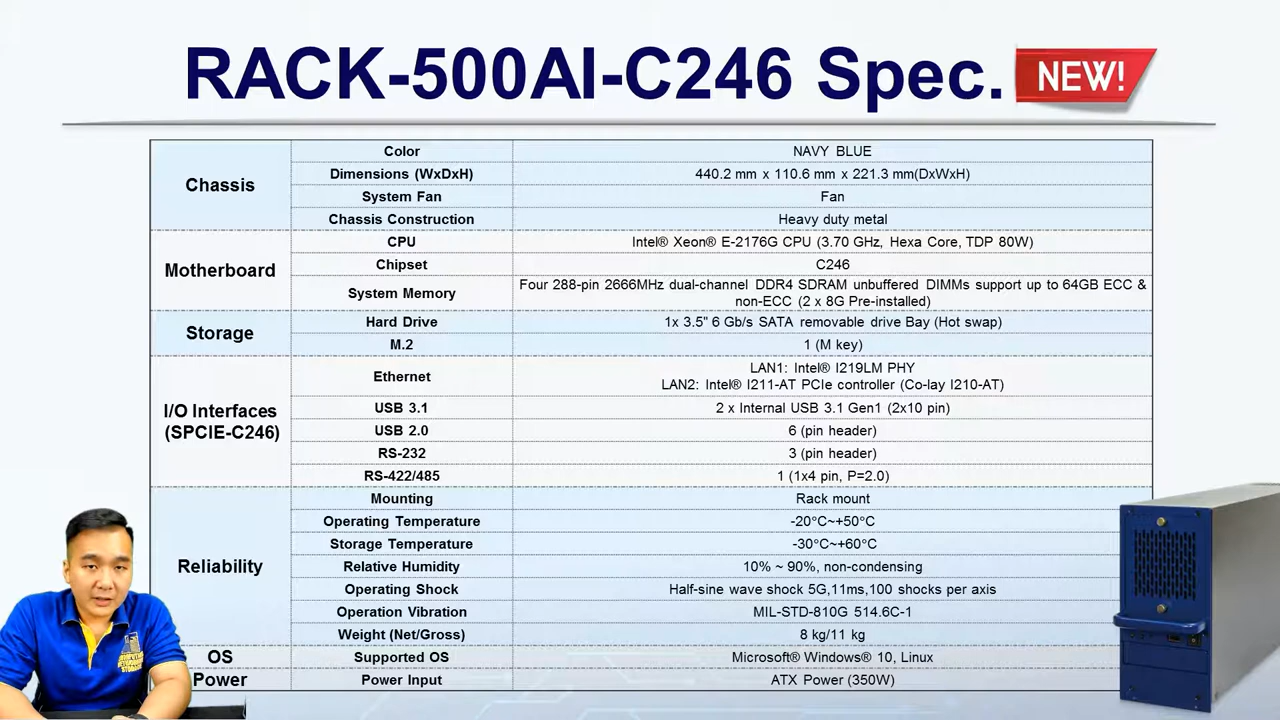 RACK-500AI-C246 Spec.
NEW!
Chassis
Color
NAVY BLUE
Dimensions (WxDxH)
440.2 mm x 110.6 mm x 221.3 mm(DxWxH)
System Fan
Fan
Chassis Construction
Heavy duty metal
Motherboard
CPU
Intel® Xeon® E-2176G CPU (3.70 GHz, Hexa Core, TDP 80W)
Chipset
C246
System Memory
Four 288-pin 2666MHz dual-channel DDR4 SDRAM unbuffered DIMMs support up to 64GB ECC &
non-ECC (2 x 8G Pre-installed)
Storage
Hard Drive
1x 3.5" 6 Gb/s SATA removable drive Bay (Hot swap)
M.2
1 (M key)
I/O Interfaces
(SPCIE-C246)
Ethernet
LAN1: Intel® I219LM PHY
LAN2: Intel® I211-AT PCIe controller (Co-lay I210-AT)
USB 3.1
2 x Internal USB 3.1 Gen1 (2x10 pin)
USB 2.0
6 (pin header)
RS-232
3 (pin header)
RS-422/485
1 (1x4 pin, P=2.0)
Reliability
Mounting
Rack mount
Operating Temperature
-20°C~+50°C
Storage Temperature
-30°C~+60°C
Relative Humidity
10% ~ 90%, non-condensing
Operating Shock
Half-sine wave shock 5G,11ms,100 shocks per axis
Operation Vibration
MIL-STD-810G 514.6C-1
Weight (Net/Gross)
8 kg/11 kg
OS
Supported OS
Microsoft® Windows® 10, Linux
Power
Power Input
ATX Power (350W)